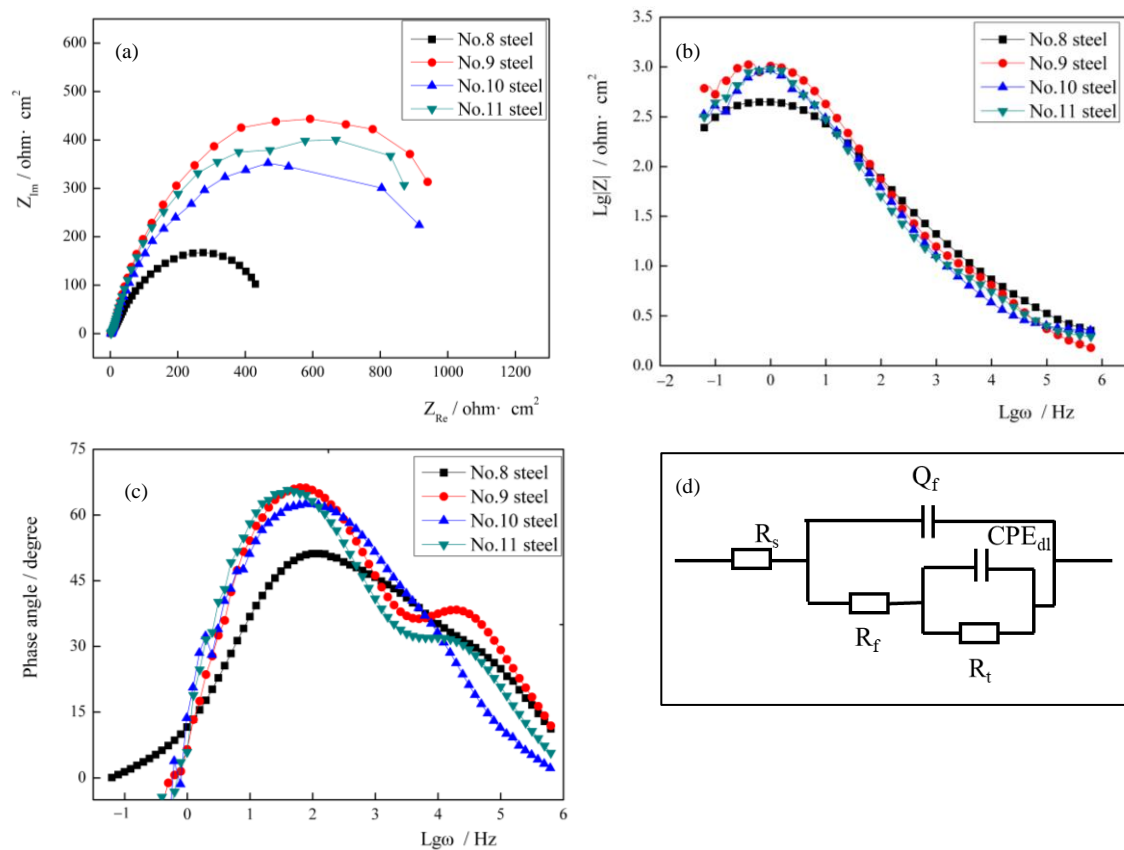 (a)
No.8 steel
No.9 steel
No.10 steel
No.11 steel
Z_Im / ohm· cm²
600
500
400
300
200
100
0
0 200 400 600 800 1000 1200
Z_Re / ohm· cm²
(b)
No.8 steel
No.9 steel
No.10 steel
No.11 steel
Lg|Z| / ohm· cm²
3.5
3.0
2.5
2.0
1.5
1.0
0.5
0.0
−2 −1 0 1 2 3 4 5 6
Lgω / Hz
(c)
No.8 steel
No.9 steel
No.10 steel
No.11 steel
Phase angle / degree
75
60
45
30
15
0
−1 0 1 2 3 4 5 6
Lgω / Hz
(d)
Q_f
CPE_dl
R_s
R_f
R_t